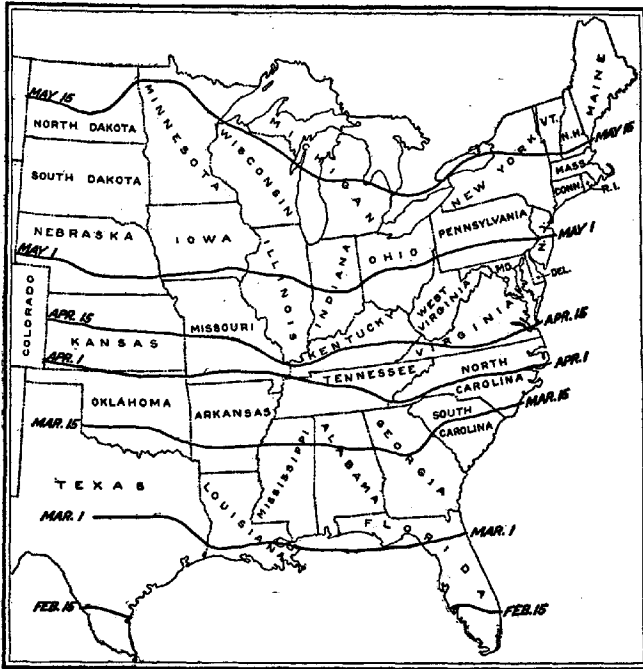 MAINE
MAY 15
VT.
N.H.
MINNESOTA
MICHIGAN
NORTH DAKOTA
WISCONSIN
NEW YORK
MAY 15
MASS.
SOUTH DAKOTA
CONN.
R.I.
PENNSYLVANIA
NEBRASKA
IOWA
N.J.
MAY 1
MAY 1
OHIO
ILLINOIS
INDIANA
MD.
DEL.
WEST
VIRGINIA
COLORADO
APR. 15
MISSOURI
KENTUCKY
VIRGINIA
APR. 15
KANSAS
APR. 1
TENNESSEE
NORTH
CAROLINA
APR. 1
OKLAHOMA
ARKANSAS
MAR. 15
SOUTH
CAROLINA
MAR. 15
MISSISSIPPI
ALABAMA
GEORGIA
TEXAS
LOUISIANA
MAR. 1
FLORIDA
MAR. 1
FEB. 15
FEB. 15